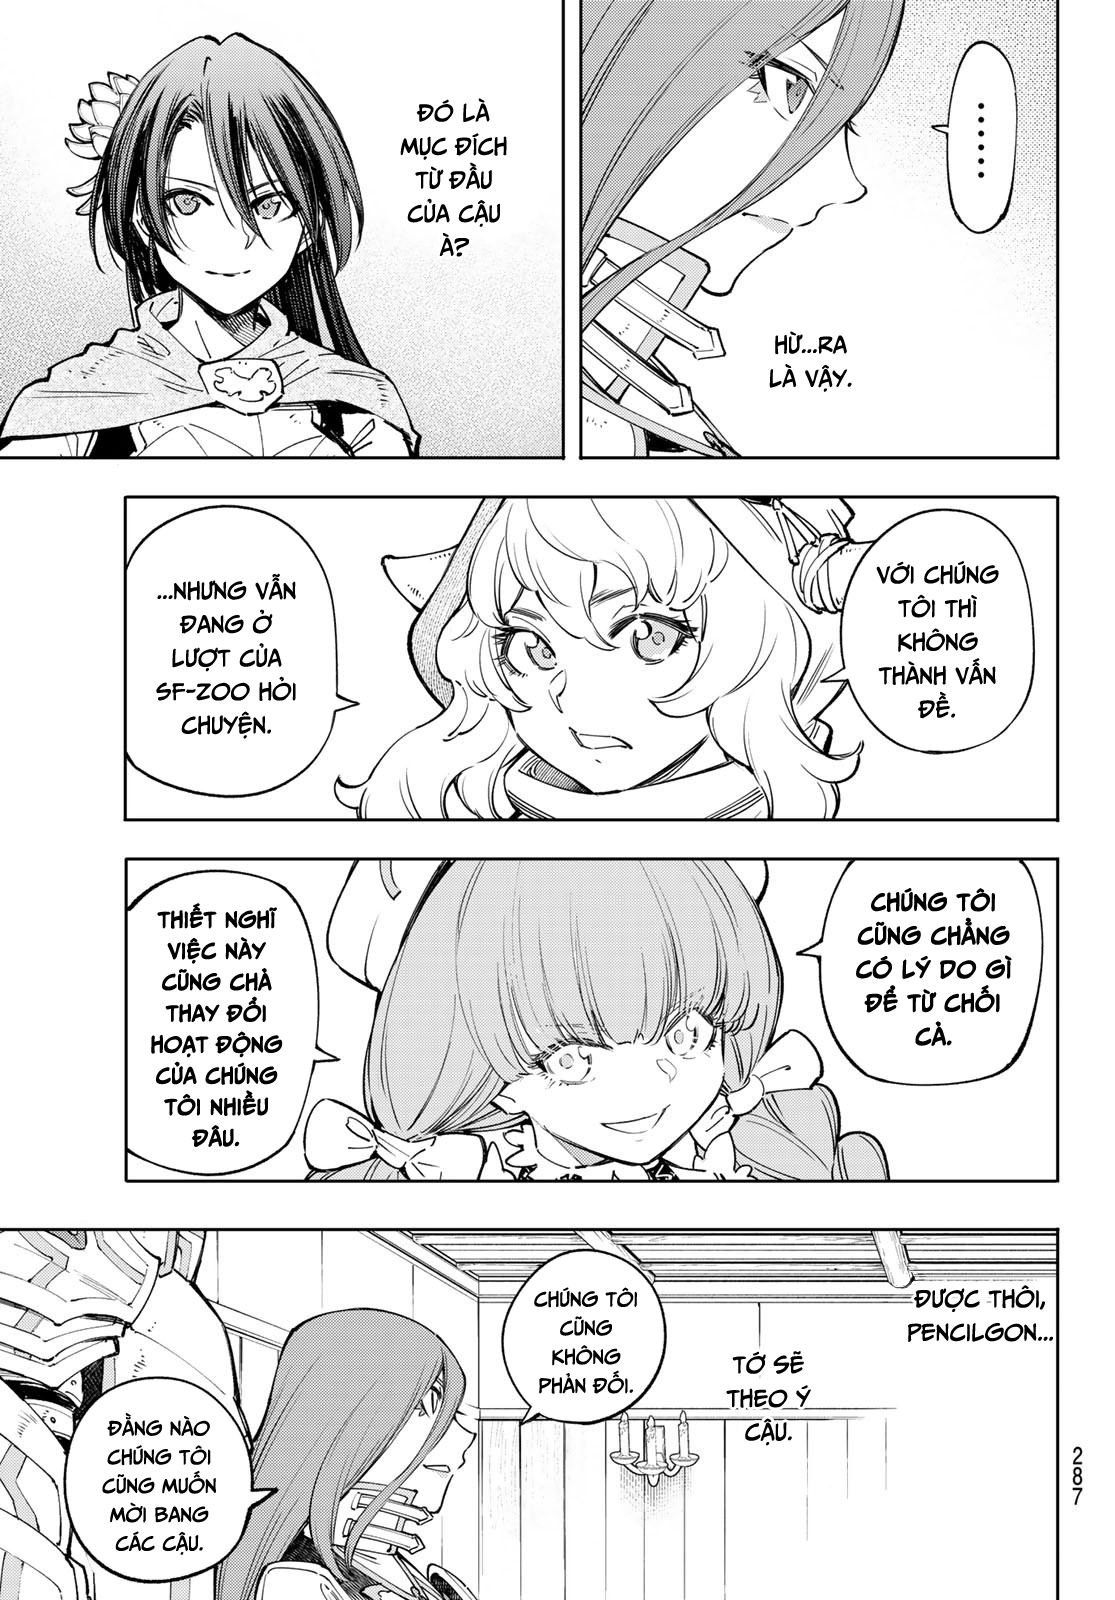 ......
HỪ...RA
LÀ VẬY.
ĐÓ LÀ
MỤC ĐÍCH
TỪ ĐẦU
CỦA CẬU
À?
VỚI CHÚNG
TÔI THÌ
KHÔNG
THÀNH VẤN
ĐỀ.
...NHƯNG VẪN
ĐANG Ở
LƯỢT CỦA
SF-ZOO HỎI
CHUYỆN.
CHÚNG TÔI
CŨNG CHẲNG
CÓ LÝ DO GÌ
ĐỂ TỪ CHỐI
CẢ.
THIẾT NGHĨ
VIỆC NÀY
CŨNG CHẢ
THAY ĐỔI
HOẠT ĐỘNG
CỦA CHÚNG
TÔI NHIỀU
ĐÂU.
ĐƯỢC THÔI,
PENCILGON...
TỚ SẼ
THEO Ý
CẬU.
CHÚNG TÔI
CŨNG
KHÔNG
PHẢN ĐỐI.
ĐẰNG NÀO
CHÚNG TÔI
CŨNG MUỐN
MỜI BANG
CÁC CẬU.
287